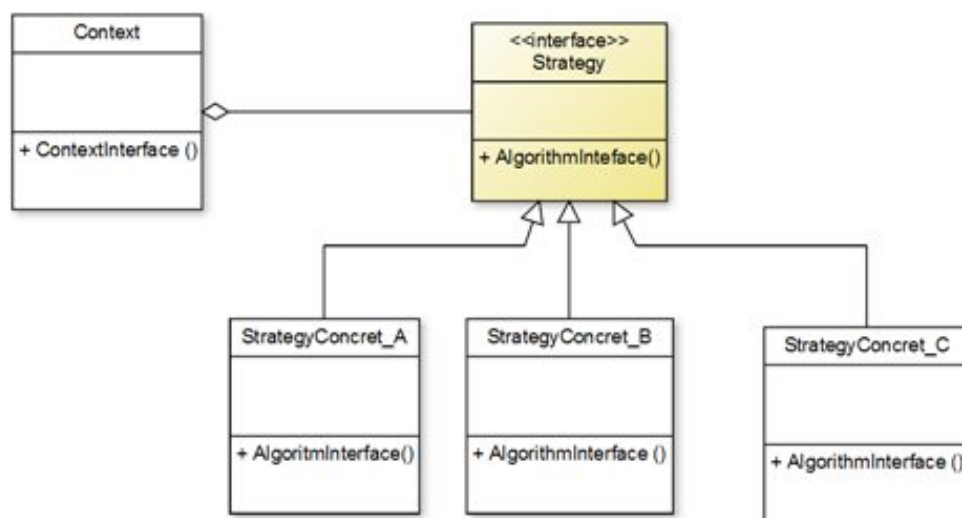 Context
+ ContextInterface ()
<<interface>>
Strategy
+ AlgorithmInteface()
StrategyConcret_A
+ AlgoritmInterface()
StrategyConcret_B
+ AlgorithmInterface ()
StrategyConcret_C
+ AlgorithmInterface ()